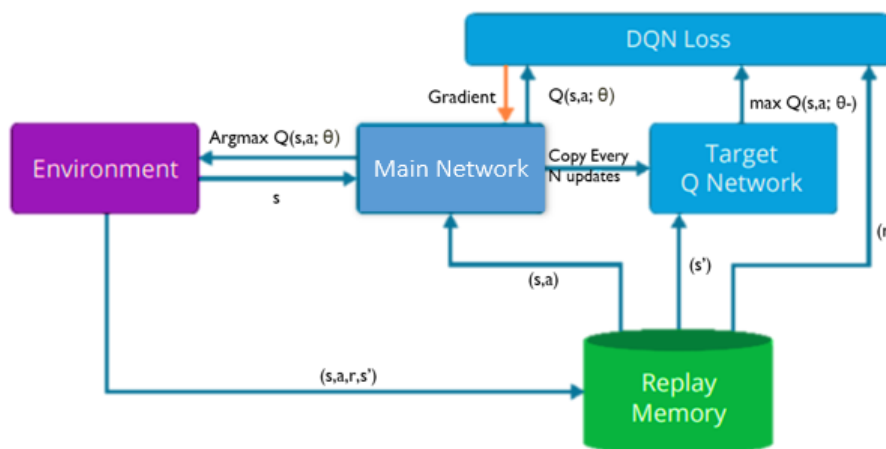 DQN Loss
Gradient
Q(s,a; θ)
max Q(s,a; θ-)
Argmax Q(s,a; θ)
Environment
Main Network
Copy Every
N updates
Target
Q Network
s
(s,a)
(s')
(r
(s,a,r,s')
Replay
Memory